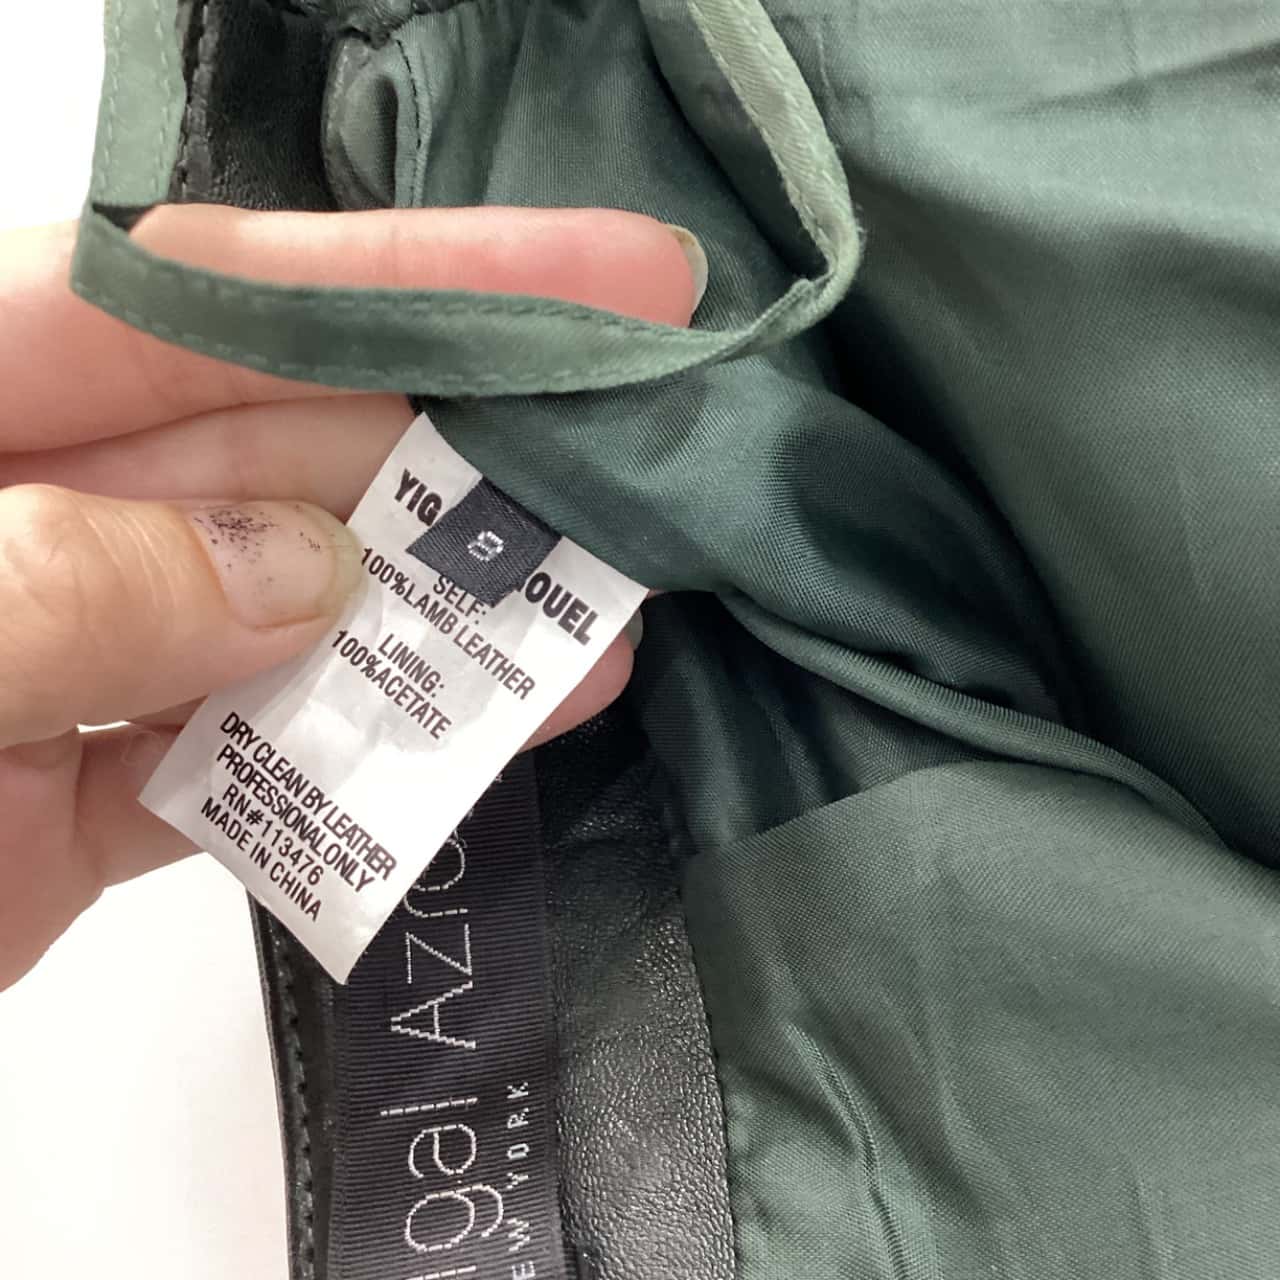 YIG OUEL
8
SELF:
100%LAMB LEATHER
LINING:
100%ACETATE
DRY CLEAN BY LEATHER
PROFESSIONAL ONLY
RN#113476
MADE IN CHINA
igal Azro
EW YORK